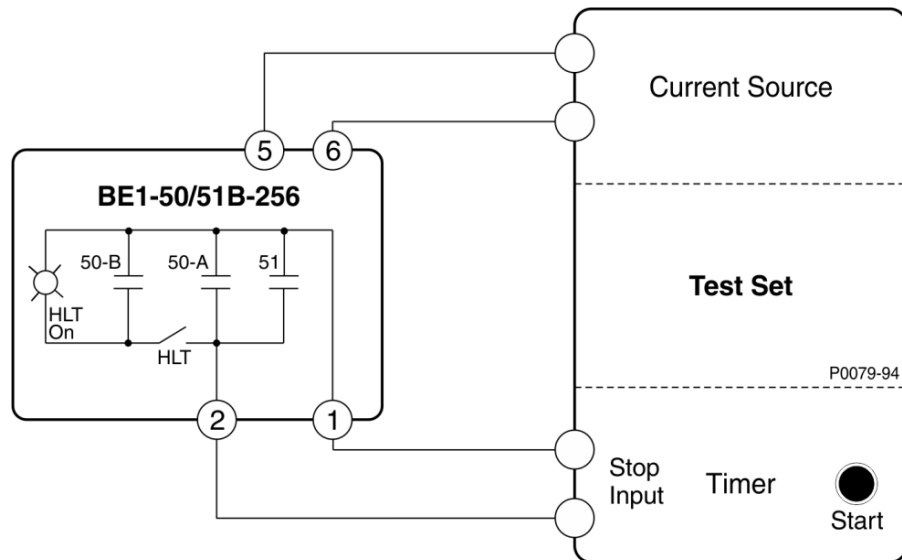 Current Source
5
6
BE1-50/51B-256
50-B
50-A
51
HLT
On
HLT
Test Set
P0079-94
2
1
Stop
Input
Timer
Start